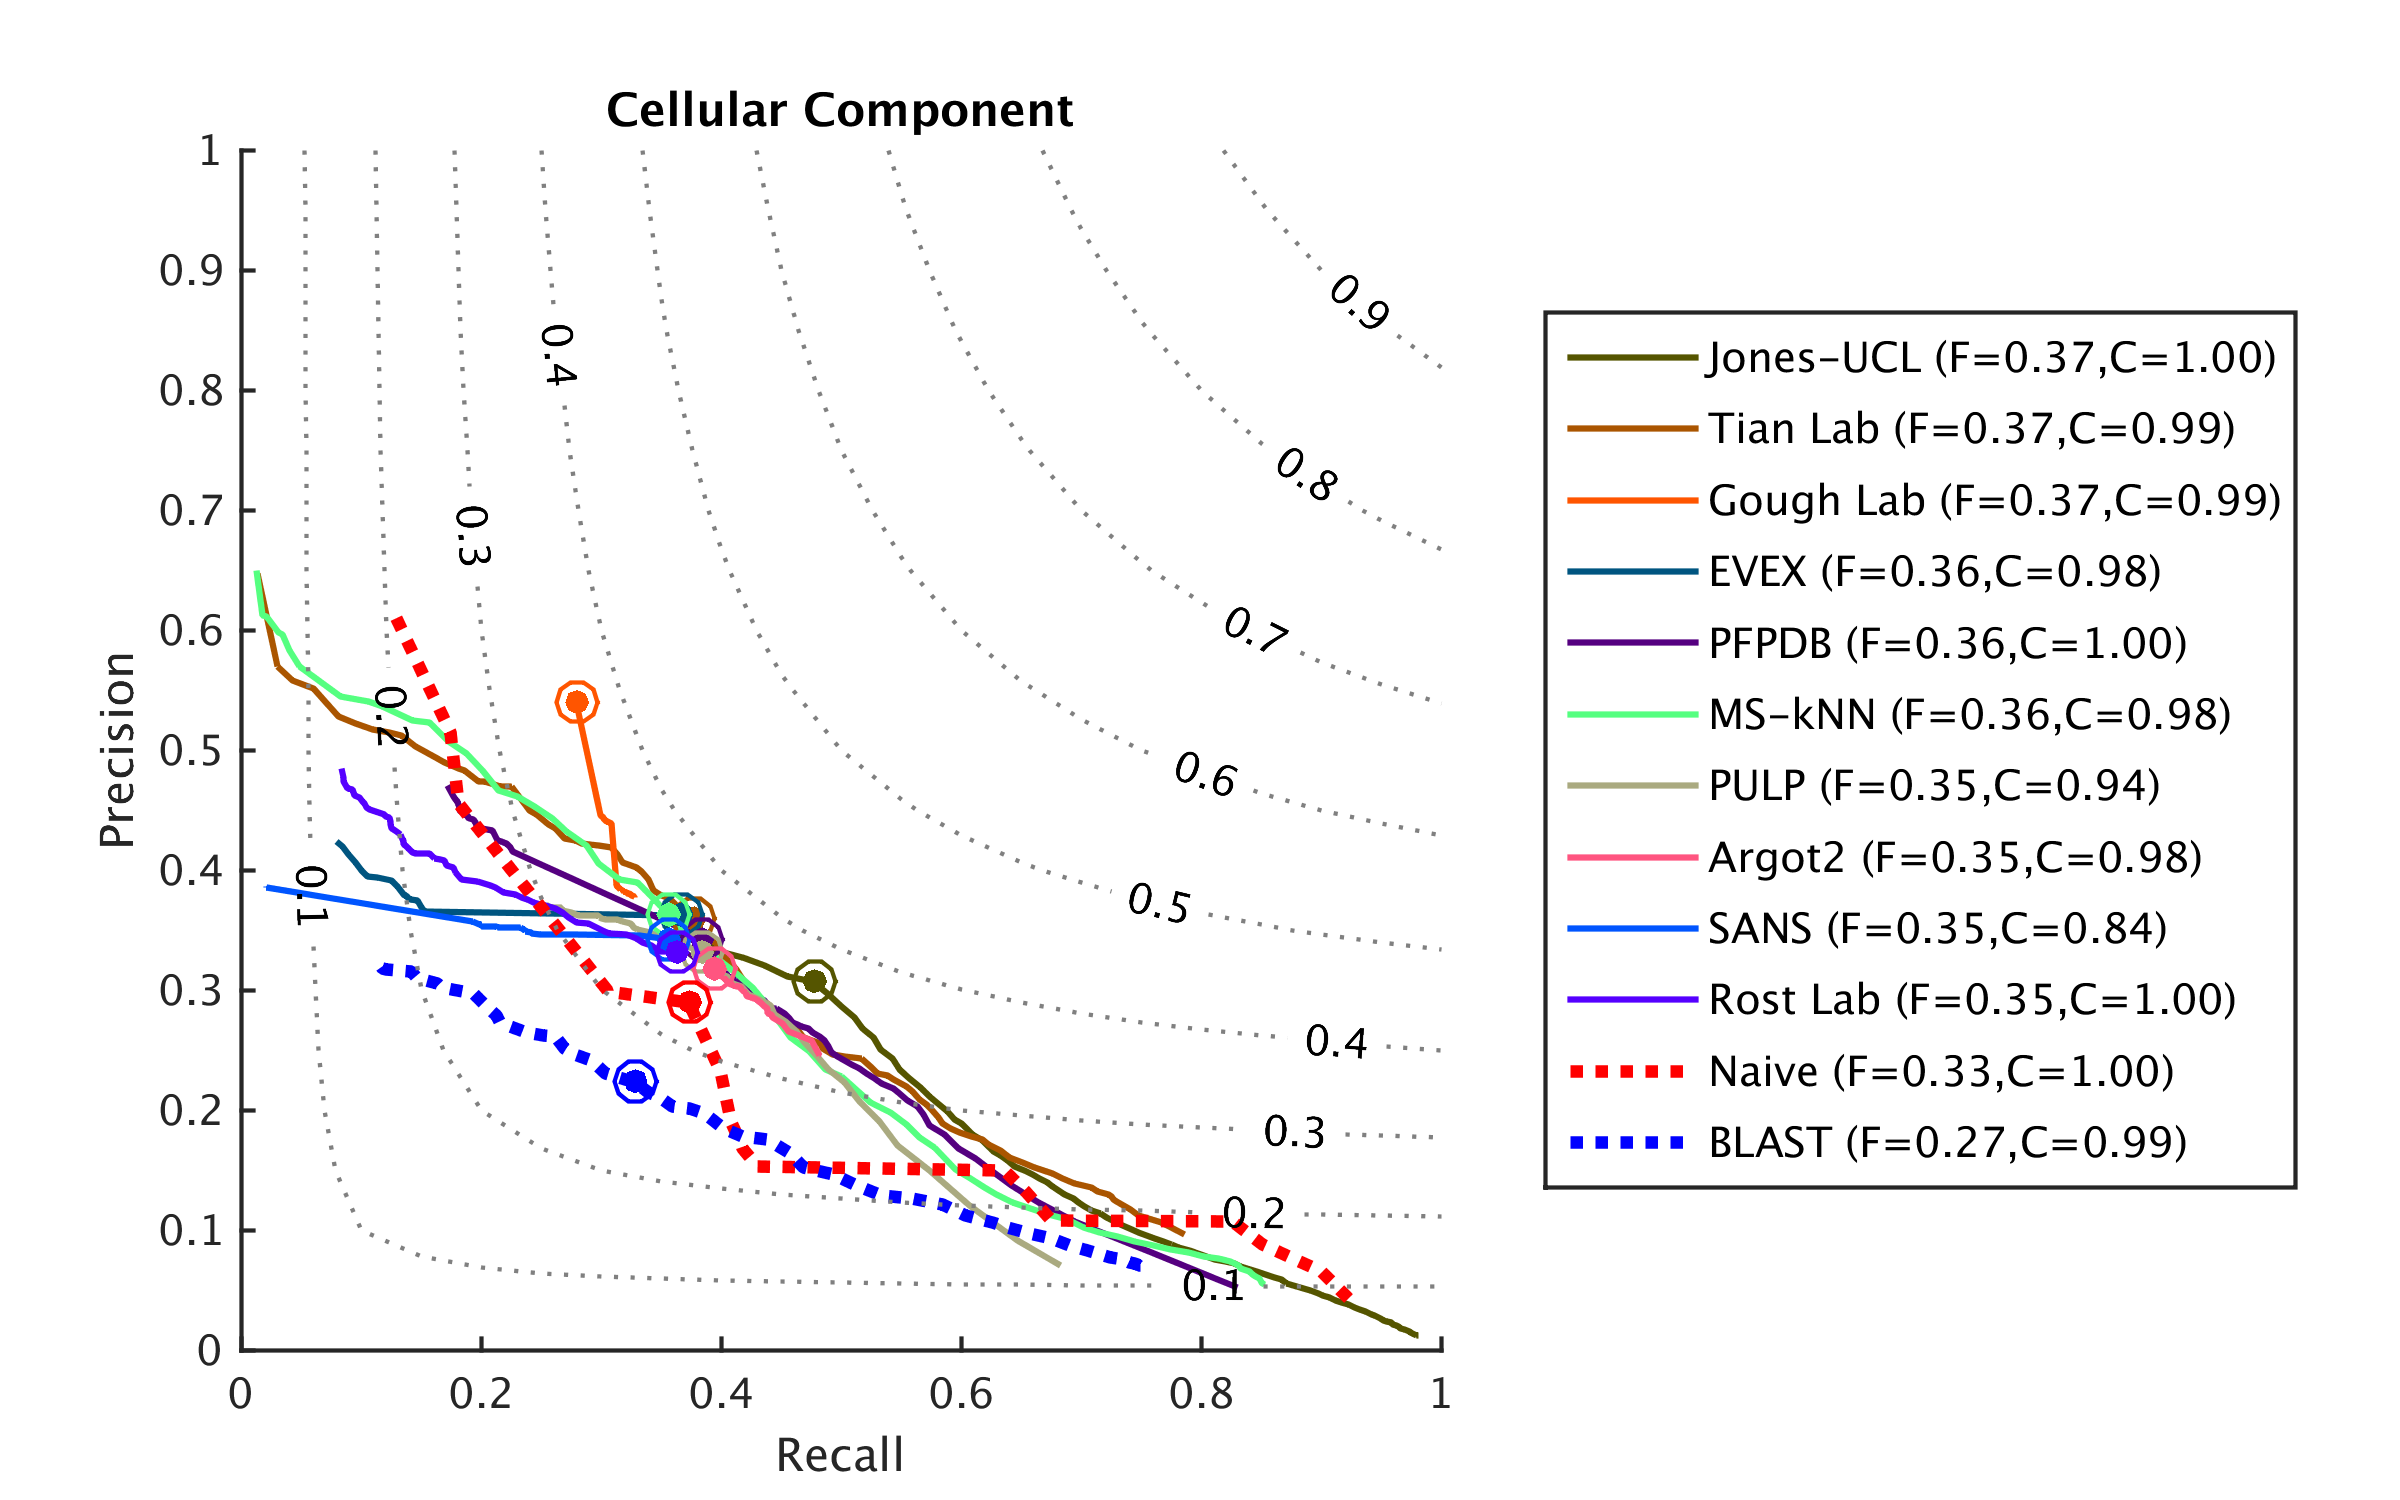 Cellular Component
1
0.9
0.8
0.7
0.6
0.5
0.4
0.3
0.2
0.1
0
Precision
0 0.2 0.4 0.6 0.8 1
Recall
0.9
0.8
0.7
0.6
0.5
0.4
0.3
0.2
0.1
0.4
0.3
0.2
0.1
Jones-UCL (F=0.37,C=1.00)
Tian Lab (F=0.37,C=0.99)
Gough Lab (F=0.37,C=0.99)
EVEX (F=0.36,C=0.98)
PFPDB (F=0.36,C=1.00)
MS-kNN (F=0.36,C=0.98)
PULP (F=0.35,C=0.94)
Argot2 (F=0.35,C=0.98)
SANS (F=0.35,C=0.84)
Rost Lab (F=0.35,C=1.00)
Naive (F=0.33,C=1.00)
BLAST (F=0.27,C=0.99)